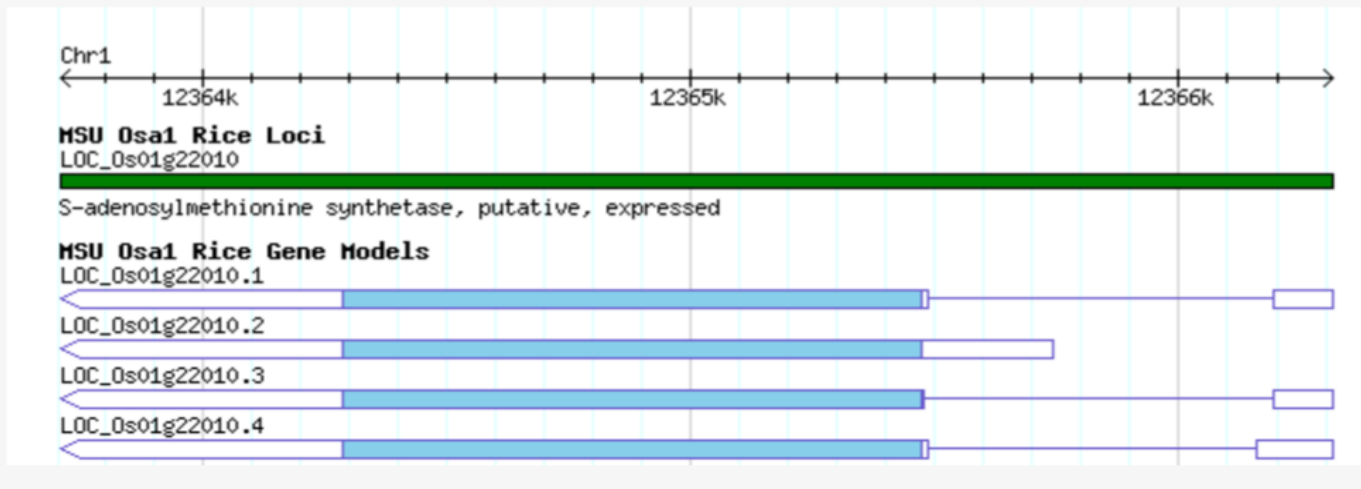 Chr1
12364k 12365k 12366k
MSU Osa1 Rice Loci
LOC_Os01g22010
S-adenosylmethionine synthetase, putative, expressed
MSU Osa1 Rice Gene Models
LOC_Os01g22010.1
LOC_Os01g22010.2
LOC_Os01g22010.3
LOC_Os01g22010.4